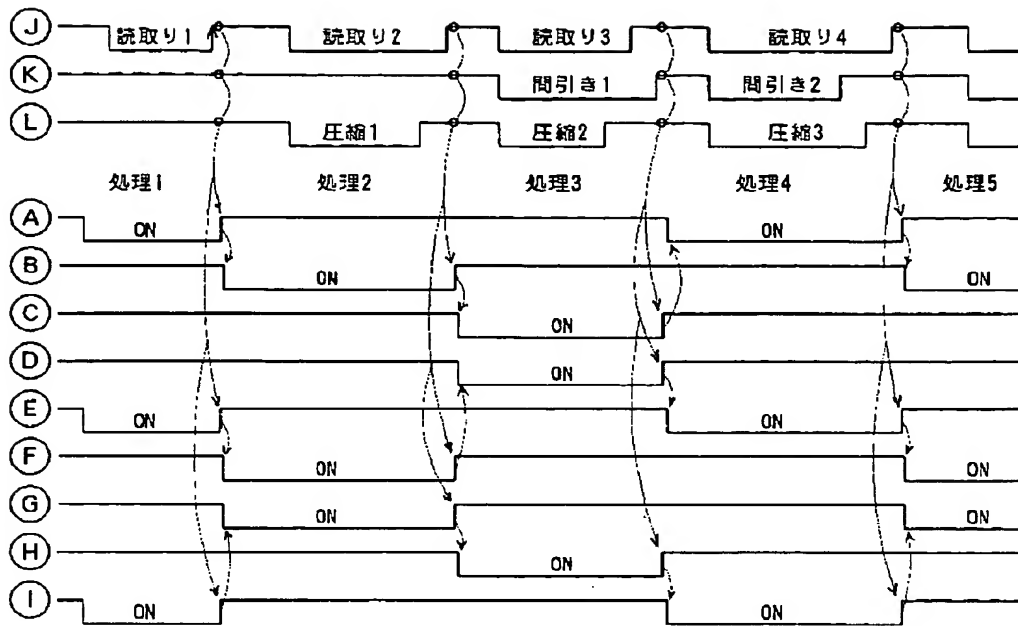 J 読取り1 読取り2 読取り3 読取り4
K 間引き1 間引き2
L 圧縮1 圧縮2 圧縮3
処理1 処理2 処理3 処理4 処理5
A ON ON
B ON ON
C ON
D ON
E ON ON
F ON ON
G ON ON
H ON
I ON ON